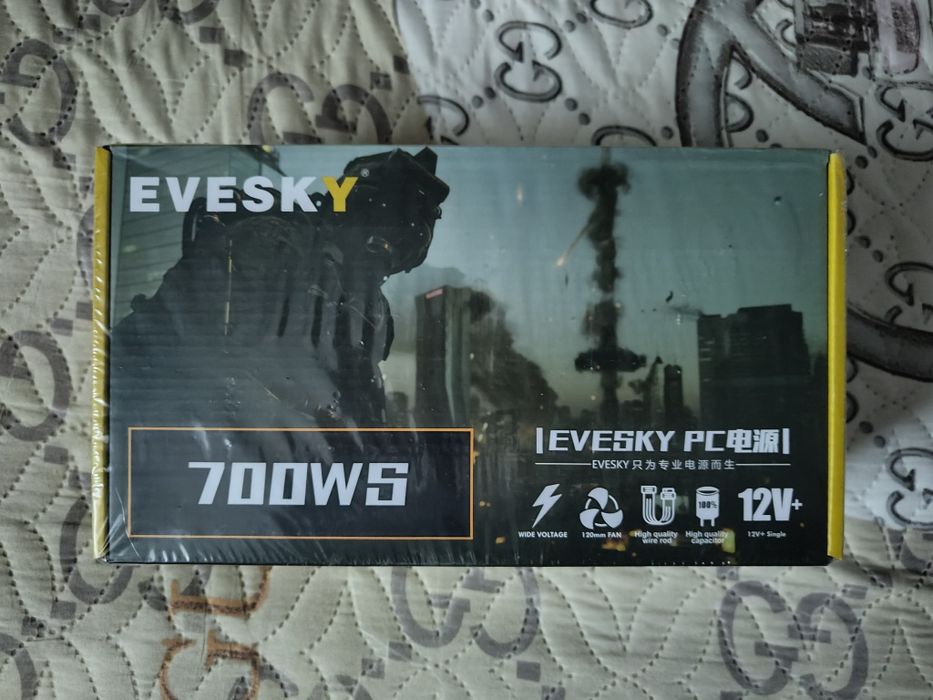 EVESKY®
700WS
EVESKY PC电源
EVESKY 只为专业电源而生
100%
12V+
WIDE VOLTAGE
120mm FAN
High quality
wire rod
High quality
capacitor
12V+ Single